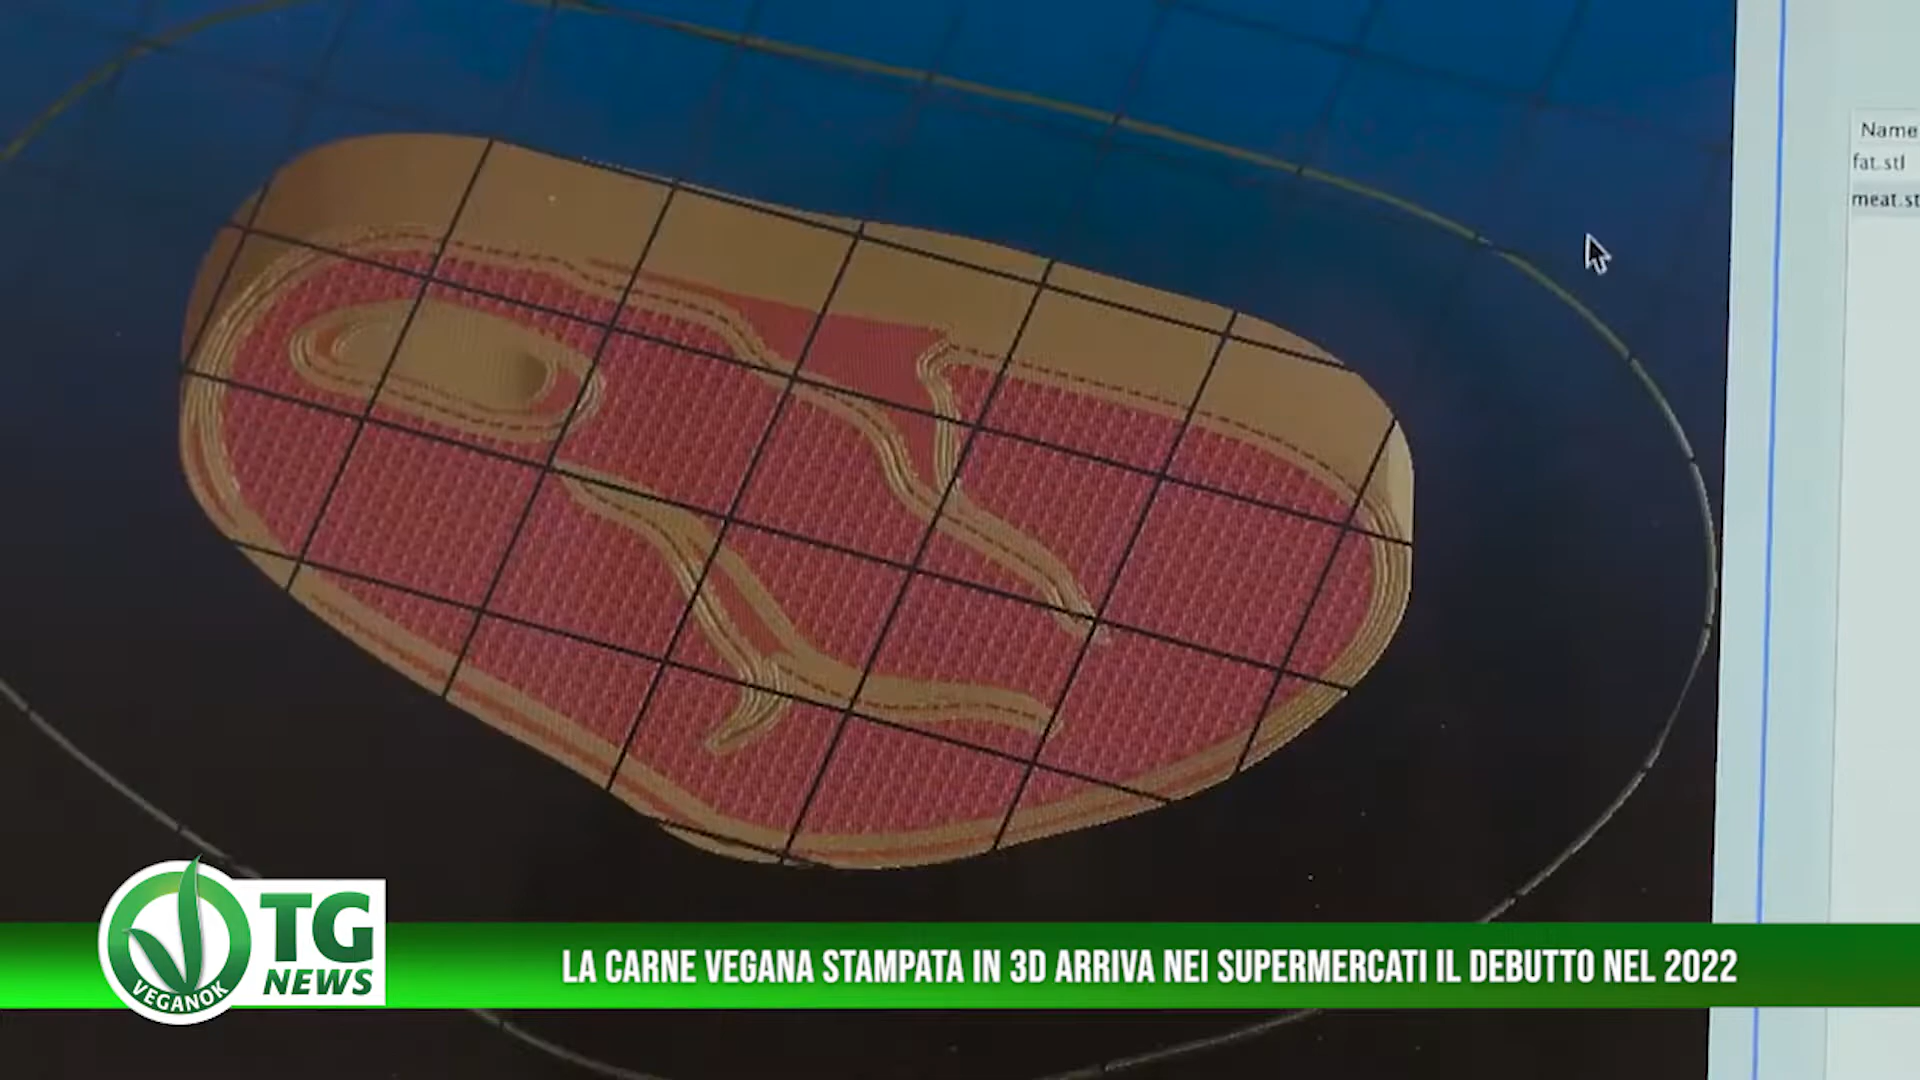 Name
fat.stl
meat.st
TG
NEWS
VEGANOK
LA CARNE VEGANA STAMPATA IN 3D ARRIVA NEI SUPERMERCATI IL DEBUTTO NEL 2022